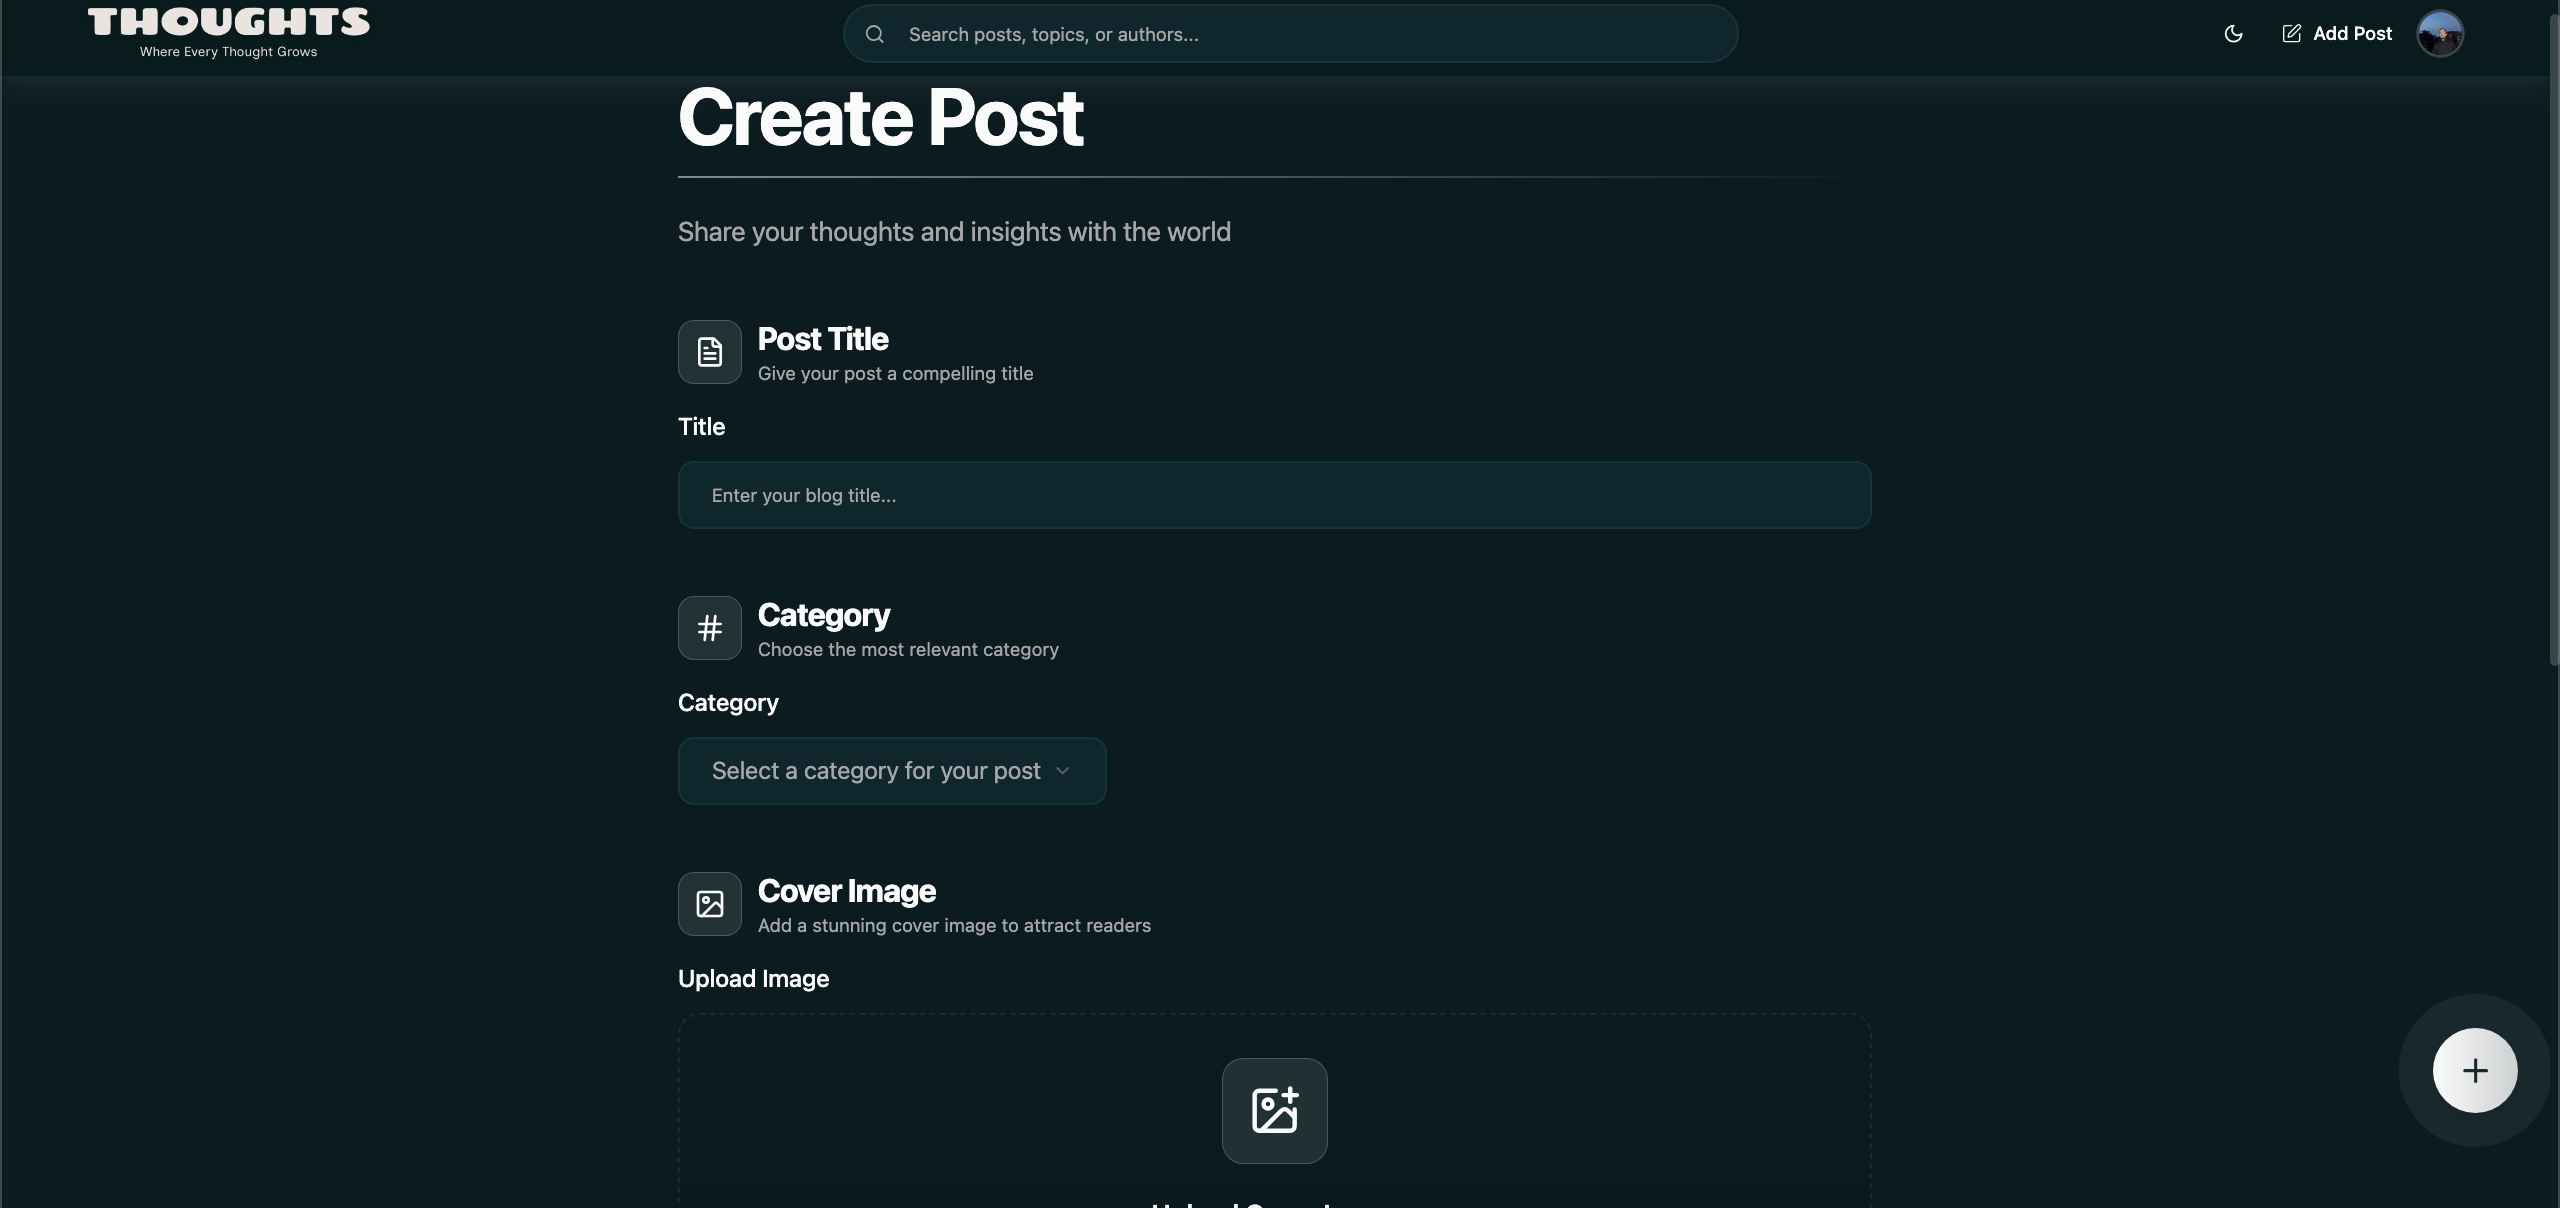 THOUGHTS
Where Every Thought Grows
Search posts, topics, or authors...
Add Post
Create Post
Share your thoughts and insights with the world
Post Title
Give your post a compelling title
Title
Enter your blog title...
Category
Choose the most relevant category
Category
Select a category for your post
Cover Image
Add a stunning cover image to attract readers
Upload Image